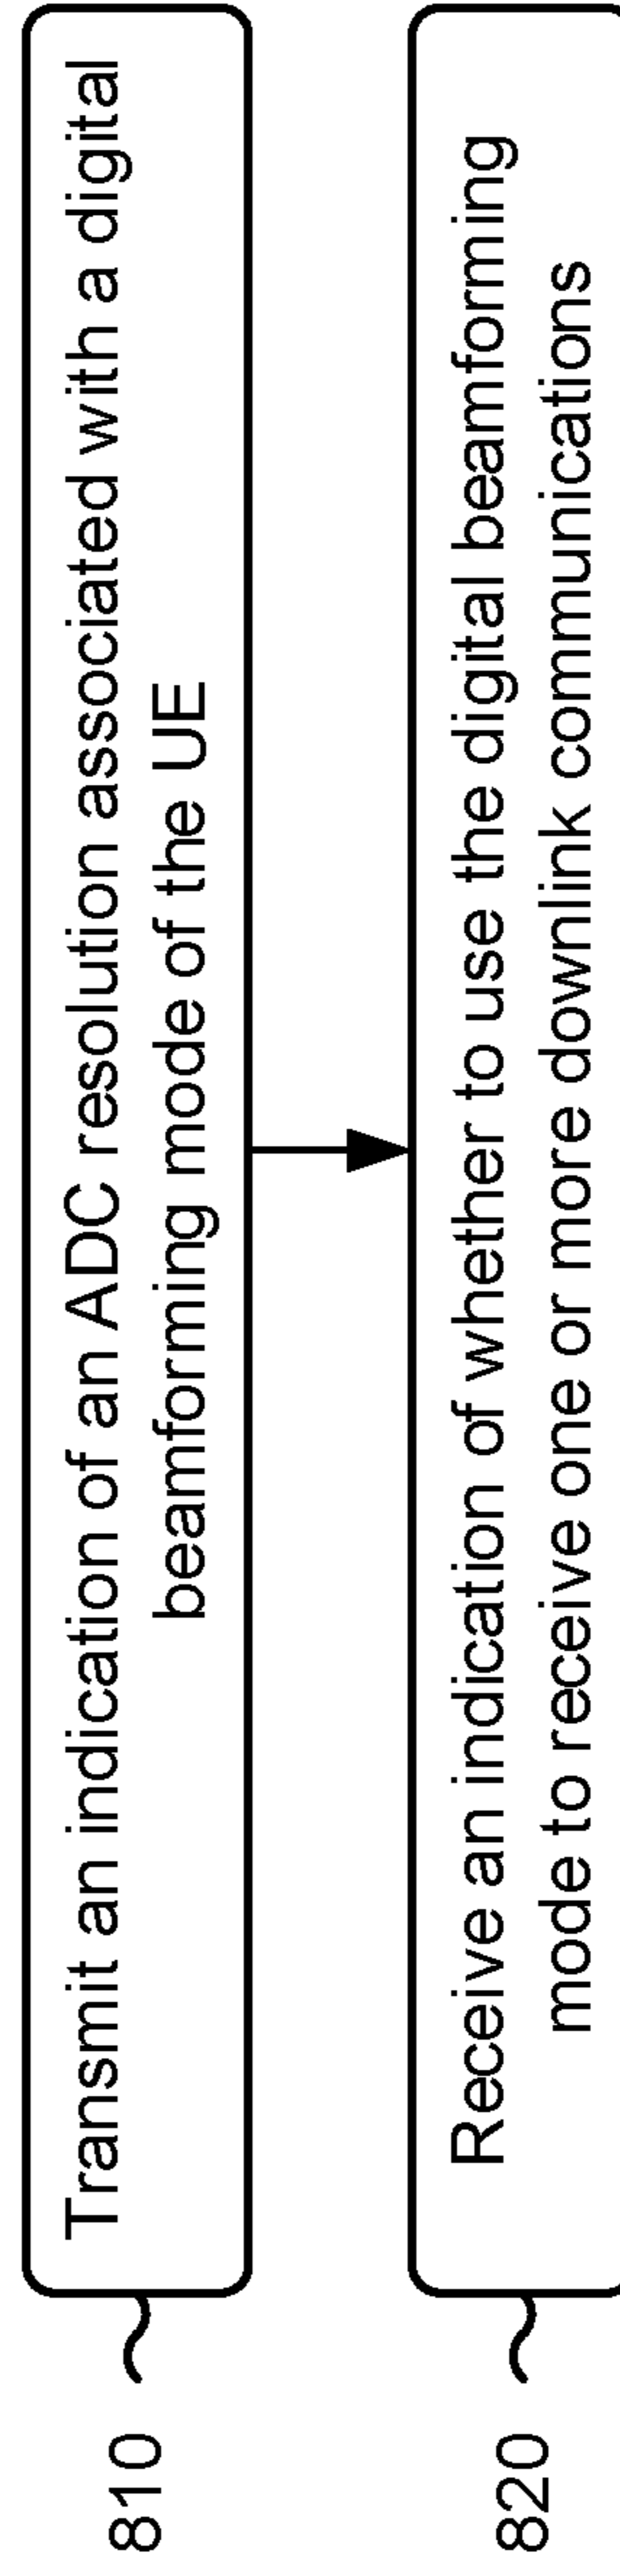 810
Transmit an indication of an ADC resolution associated with a digital
beamforming mode of the UE
820
Receive an indication of whether to use the digital beamforming
mode to receive one or more downlink communications